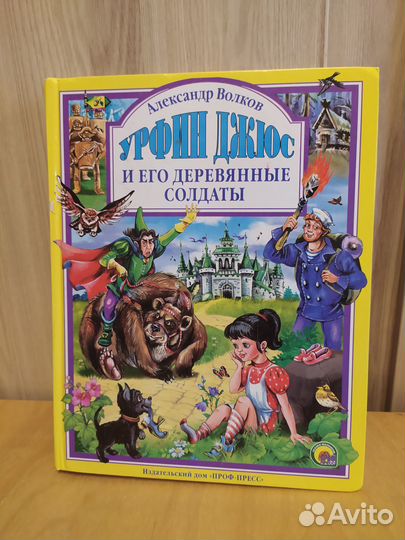 Александр Волков
УРФИН ДЖЮС
И ЕГО ДЕРЕВЯННЫЕ
СОЛДАТЫ
Издательский дом «ПРОФ-ПРЕСС»
Avito